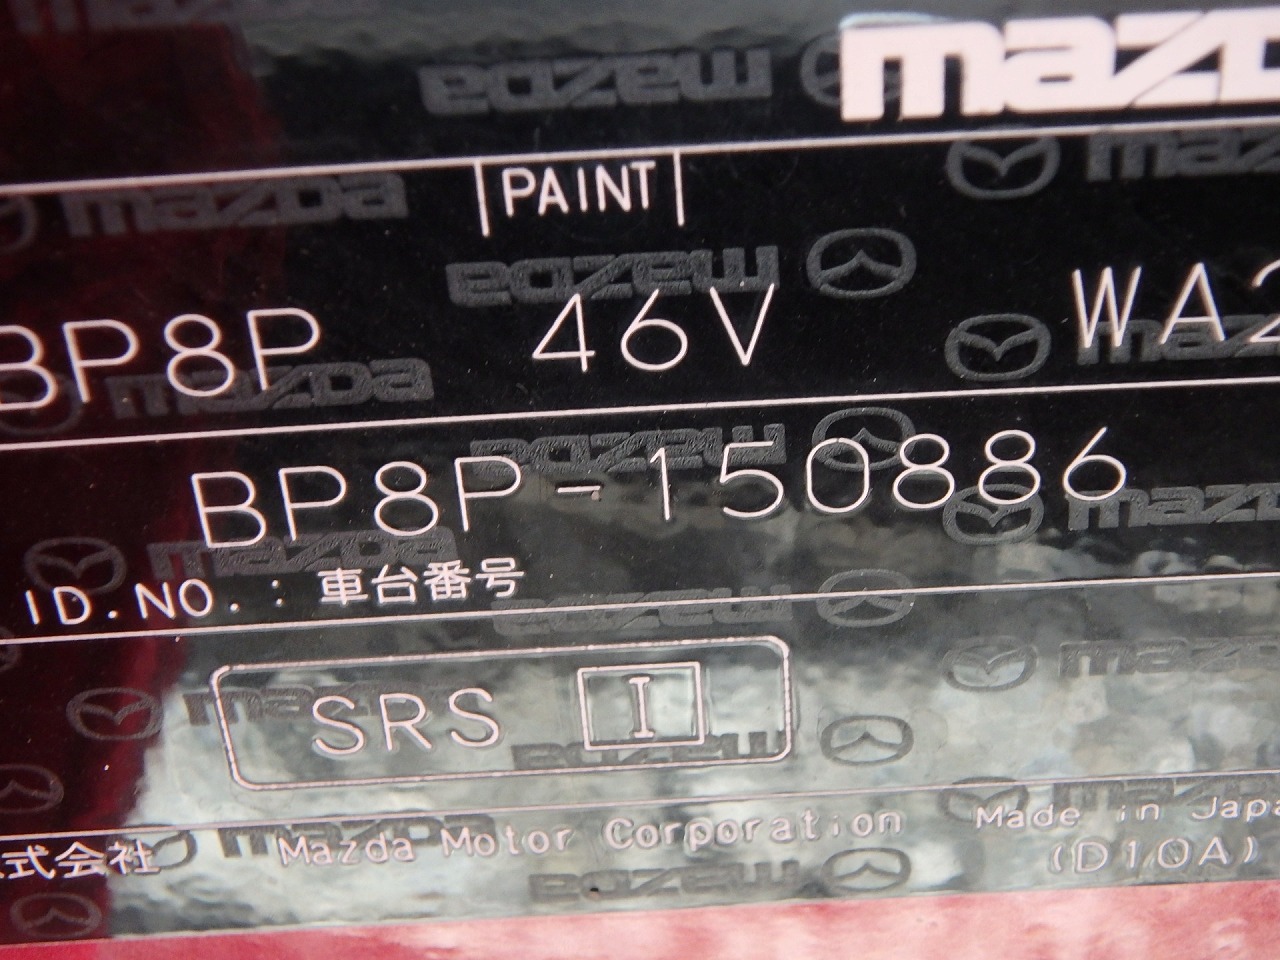 mazda
PAINT
BP8P 46V WA2
BP8P-150886
ID.NO.: 車台番号
SRS I
式会社 Mazda Motor Corporation Made in Japa
(D10A)